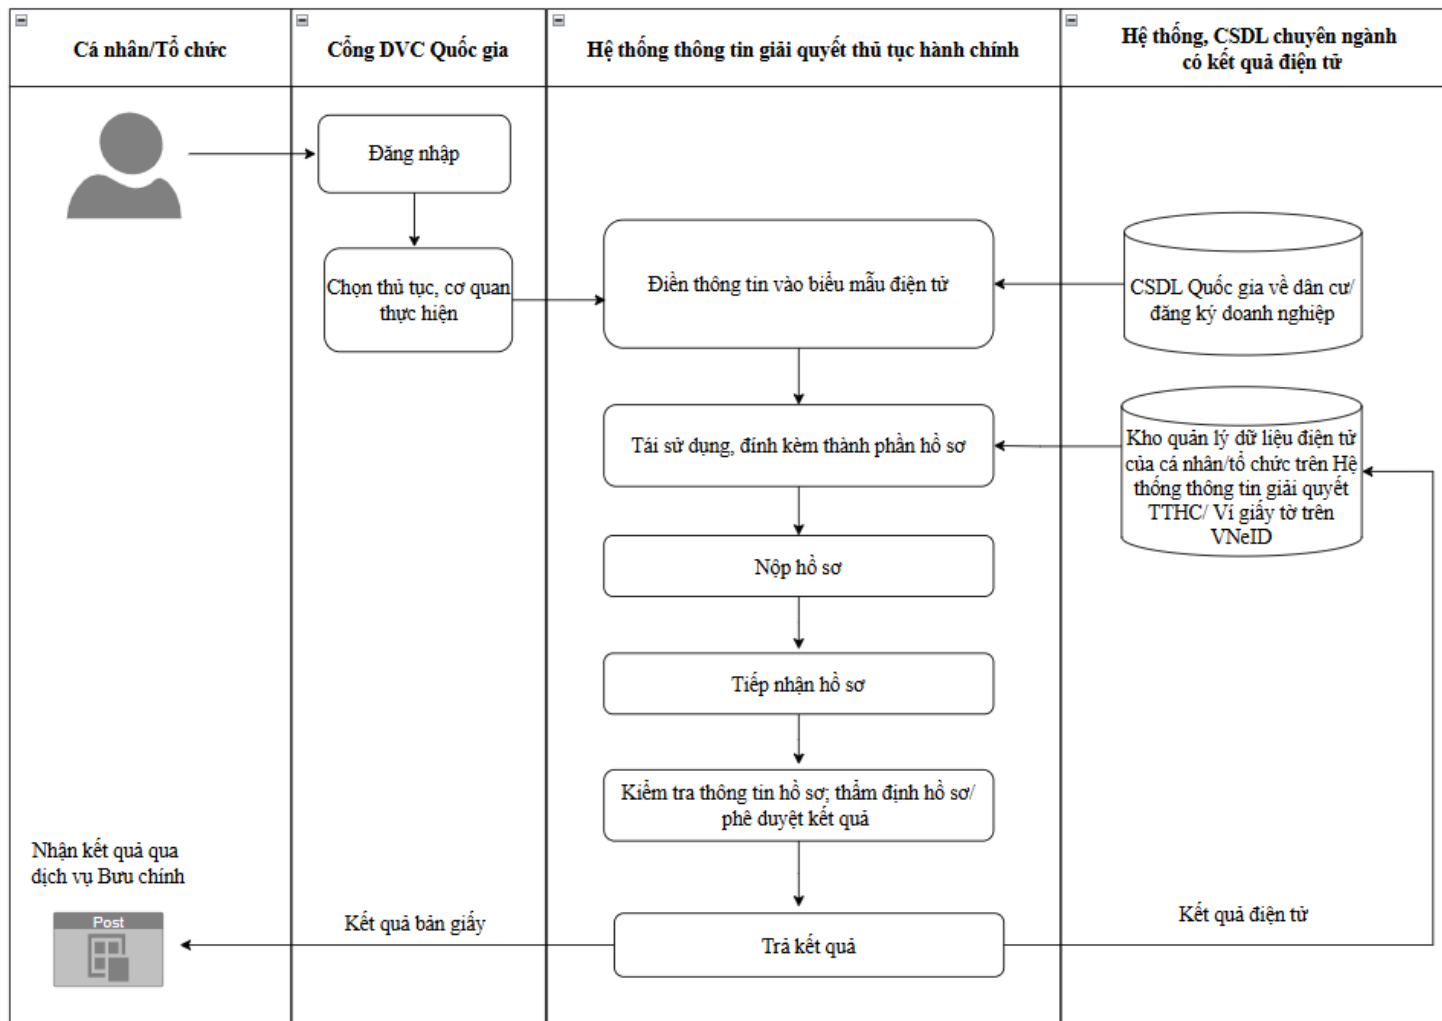 Cá nhân/Tổ chức
Cổng DVC Quốc gia
Hệ thống thông tin giải quyết thủ tục hành chính
Hệ thống, CSDL chuyên ngành
có kết quả điện tử
Đăng nhập
Chọn thủ tục, cơ quan
thực hiện
Điền thông tin vào biểu mẫu điện tử
CSDL Quốc gia về dân cư/
đăng ký doanh nghiệp
Tái sử dụng, đính kèm thành phần hồ sơ
Kho quản lý dữ liệu điện tử
của cá nhân/tổ chức trên Hệ
thống thông tin giải quyết
TTHC/ Ví giấy tờ trên
VNeID
Nộp hồ sơ
Tiếp nhận hồ sơ
Kiểm tra thông tin hồ sơ; thẩm định hồ sơ/
phê duyệt kết quả
Nhận kết quả qua
dịch vụ Bưu chính
Post
Kết quả bản giấy
Trả kết quả
Kết quả điện tử